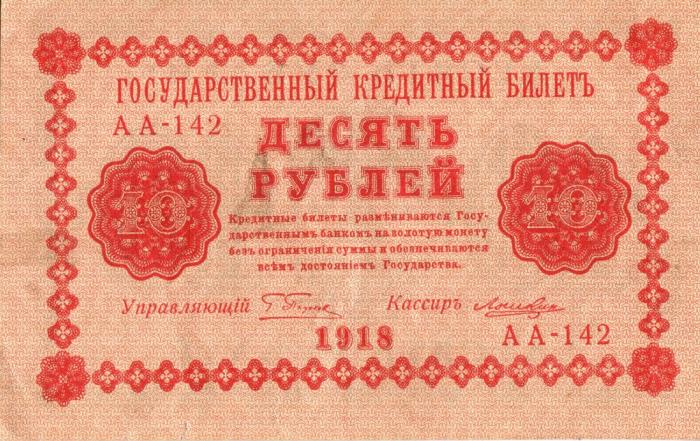 ГОСУДАРСТВЕННЫЙ КРЕДИТНЫЙ БИЛЕТЪ
АА-142
ДЕСЯТЬ
РУБЛЕЙ
10
10
Кредитные билеты размѣниваются Госу-
дарственнымъ банкомъ на золотую монету
безъ ограниченія суммы и обезпечиваются
всѣмъ достояніемъ Государства.
Управляющій
Кассиръ
1918
АА-142